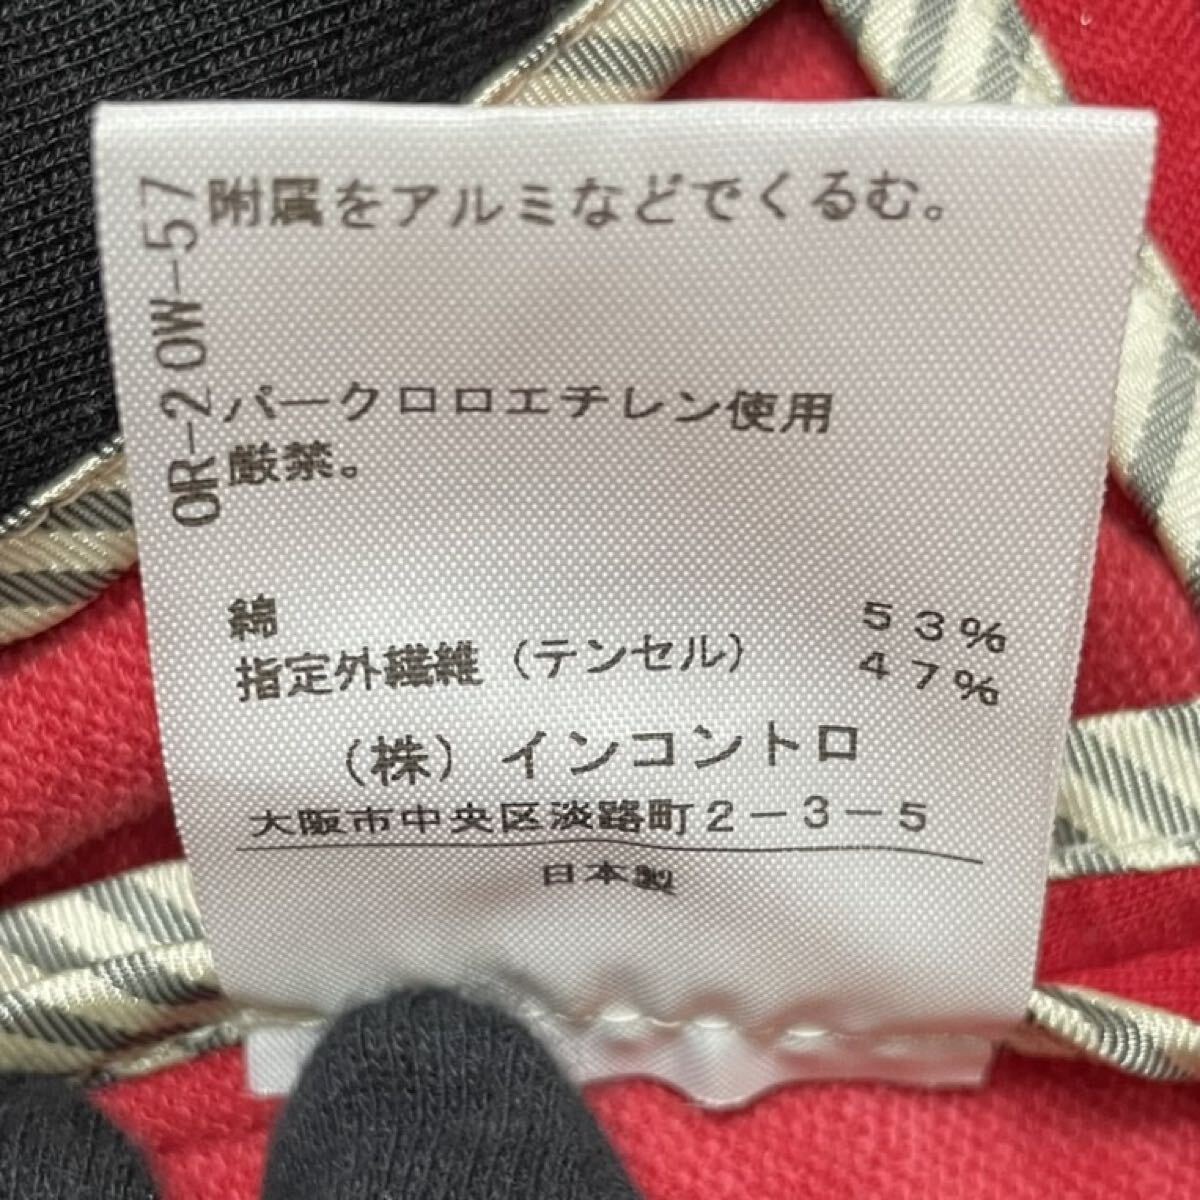 附属をアルミなどでくるむ。
OR-20W-57
パークロロエチレン使用
厳禁。
綿 53%
指定外繊維(テンセル) 47%
(株)インコントロ
大阪市中央区淡路町2-3-5
日本製